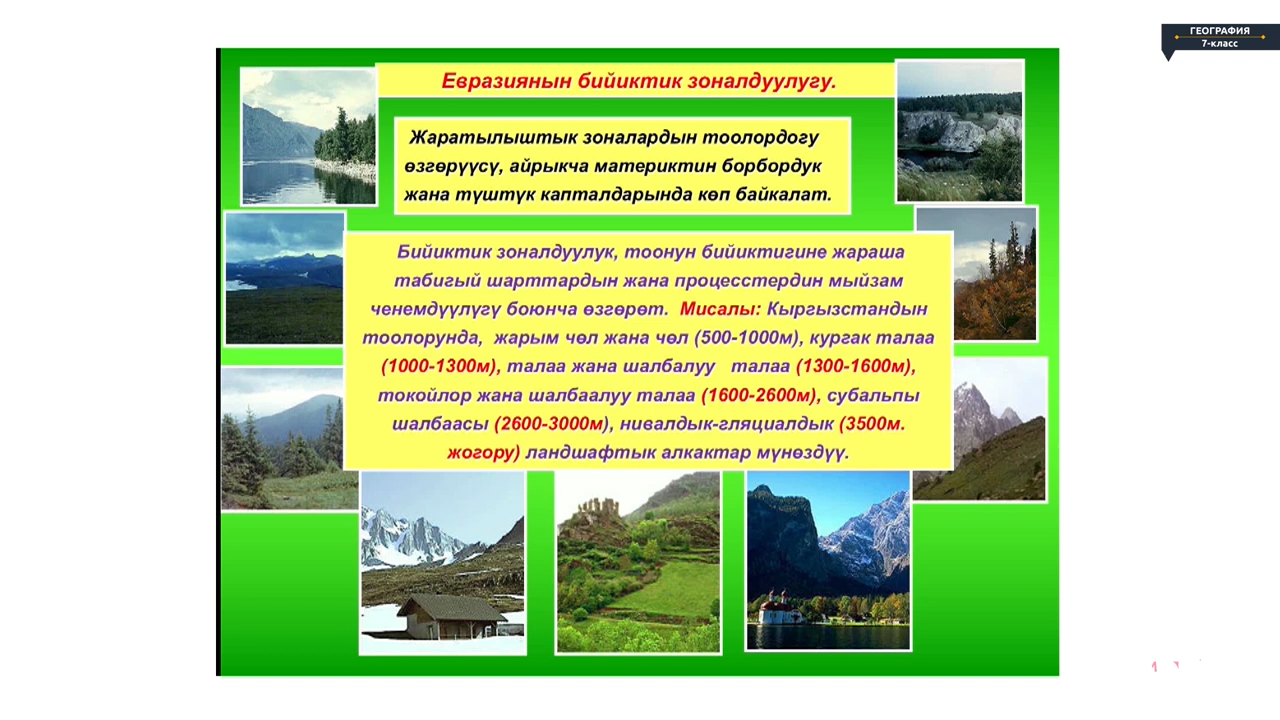 ГЕОГРАФИЯ
7-класс
Евразиянын бийиктик зоналдуулугу.
Жаратылыштык зоналардын тоолордогу
өзгөрүүсү, айрыкча материктин борбордук
жана түштүк капталдарында көп байкалат.
Бийиктик зоналдуулук, тоонун бийиктигине жараша
табигый шарттардын жана процесстердин мыйзам
ченемдүүлүгү боюнча өзгөрөт. Мисалы: Кыргызстандын
тоолорунда, жарым чөл жана чөл (500-1000м), кургак талаа
(1000-1300м), талаа жана шалбалуу талаа (1300-1600м),
токойлор жана шалбаалуу талаа (1600-2600м), субальпы
шалбаасы (2600-3000м), нивалдык-гляциалдык (3500м.
жогору) ландшафтык алкактар мүнөздүү.